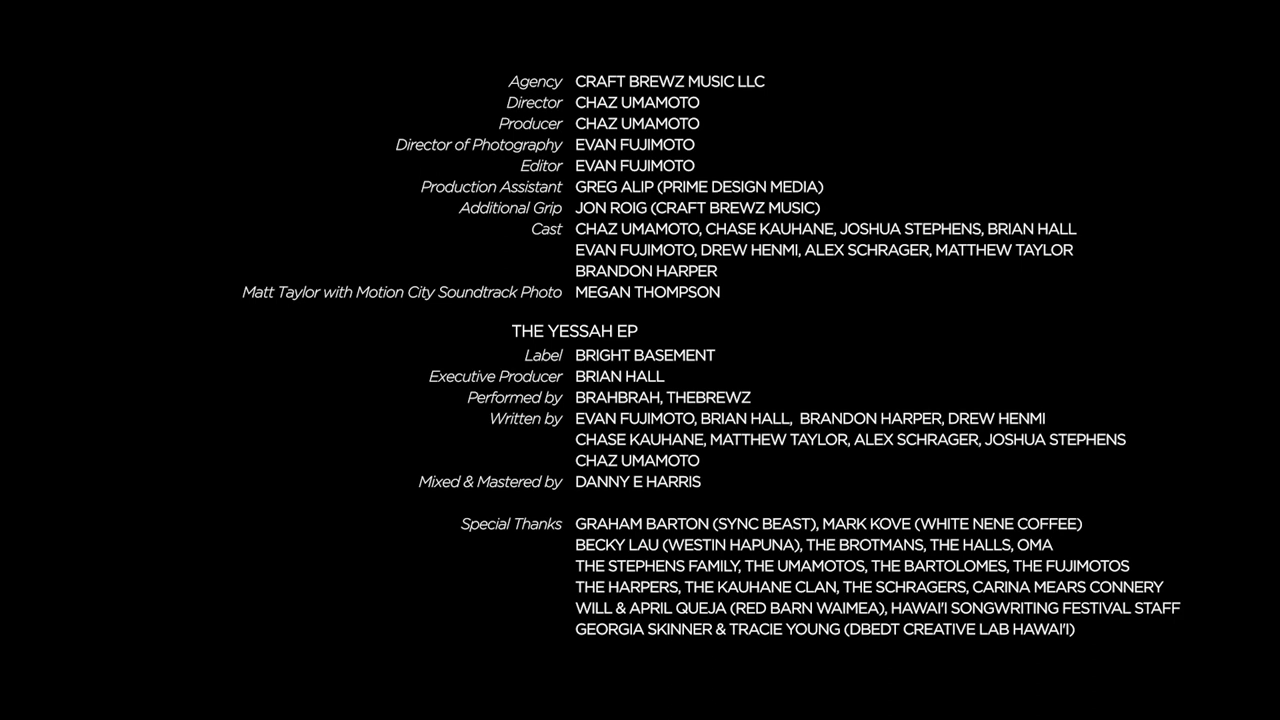 Agency CRAFT BREWZ MUSIC LLC
Director CHAZ UMAMOTO
Producer CHAZ UMAMOTO
Director of Photography EVAN FUJIMOTO
Editor EVAN FUJIMOTO
Production Assistant GREG ALIP (PRIME DESIGN MEDIA)
Additional Grip JON ROIG (CRAFT BREWZ MUSIC)
Cast CHAZ UMAMOTO, CHASE KAUHANE, JOSHUA STEPHENS, BRIAN HALL
EVAN FUJIMOTO, DREW HENMI, ALEX SCHRAGER, MATTHEW TAYLOR
BRANDON HARPER
Matt Taylor with Motion City Soundtrack Photo MEGAN THOMPSON
THE YESSAH EP
Label BRIGHT BASEMENT
Executive Producer BRIAN HALL
Performed by BRAHBRAH, THEBREWZ
Written by EVAN FUJIMOTO, BRIAN HALL, BRANDON HARPER, DREW HENMI
CHASE KAUHANE, MATTHEW TAYLOR, ALEX SCHRAGER, JOSHUA STEPHENS
CHAZ UMAMOTO
Mixed & Mastered by DANNY E HARRIS
Special Thanks GRAHAM BARTON (SYNC BEAST), MARK KOVE (WHITE NENE COFFEE)
BECKY LAU (WESTIN HAPUNA), THE BROTMANS, THE HALLS, OMA
THE STEPHENS FAMILY, THE UMAMOTOS, THE BARTOLOMES, THE FUJIMOTOS
THE HARPERS, THE KAUHANE CLAN, THE SCHRAGERS, CARINA MEARS CONNERY
WILL & APRIL QUEJA (RED BARN WAIMEA), HAWAI'I SONGWRITING FESTIVAL STAFF
GEORGIA SKINNER & TRACIE YOUNG (DBEDT CREATIVE LAB HAWAI'I)